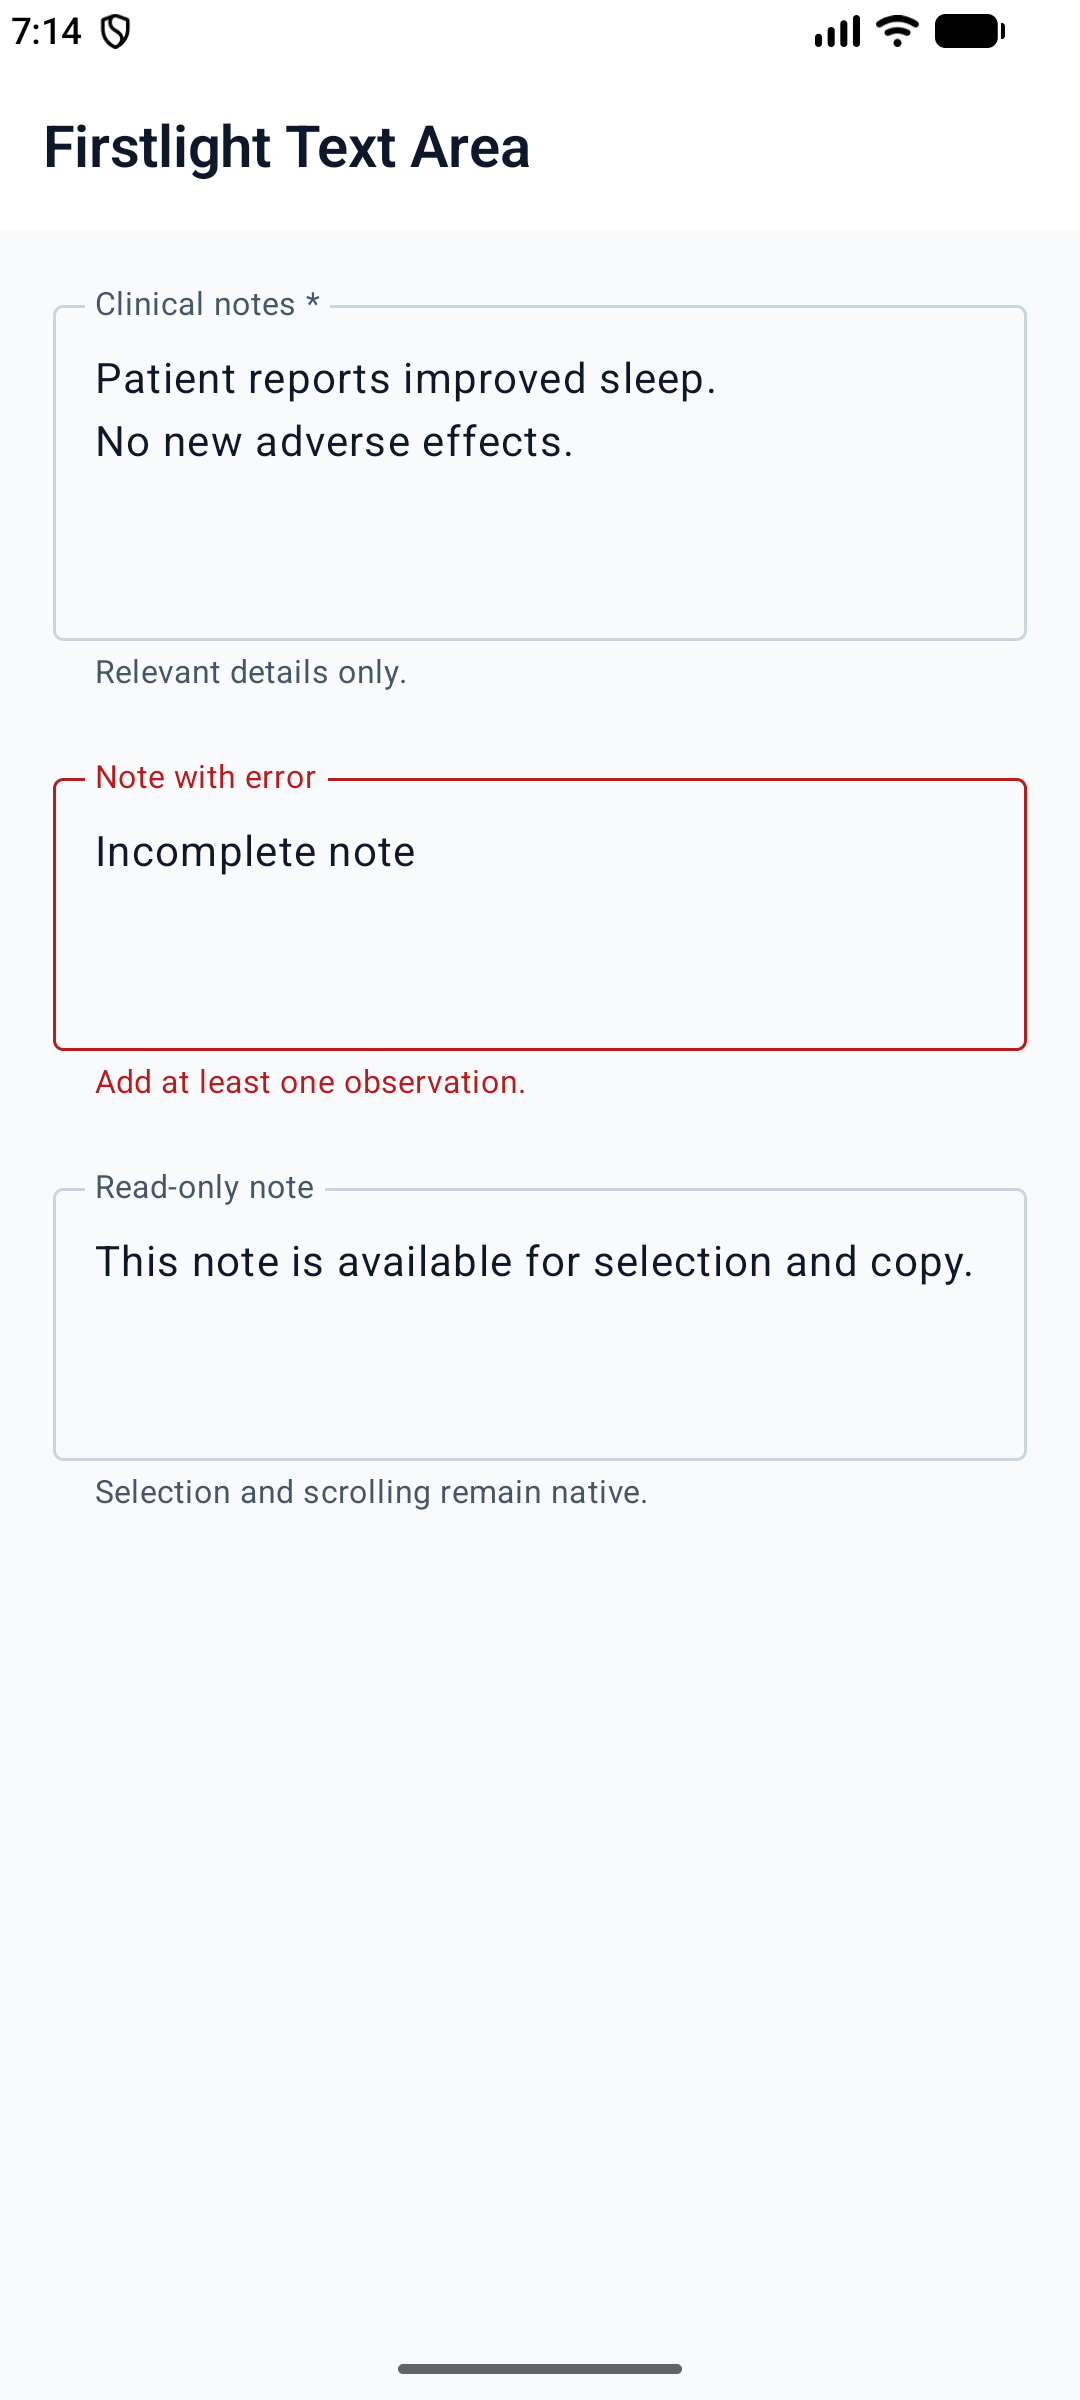 7:14
Firstlight Text Area
Clinical notes *
Patient reports improved sleep.
No new adverse effects.
Relevant details only.
Note with error
Incomplete note
Add at least one observation.
Read-only note
This note is available for selection and copy.
Selection and scrolling remain native.